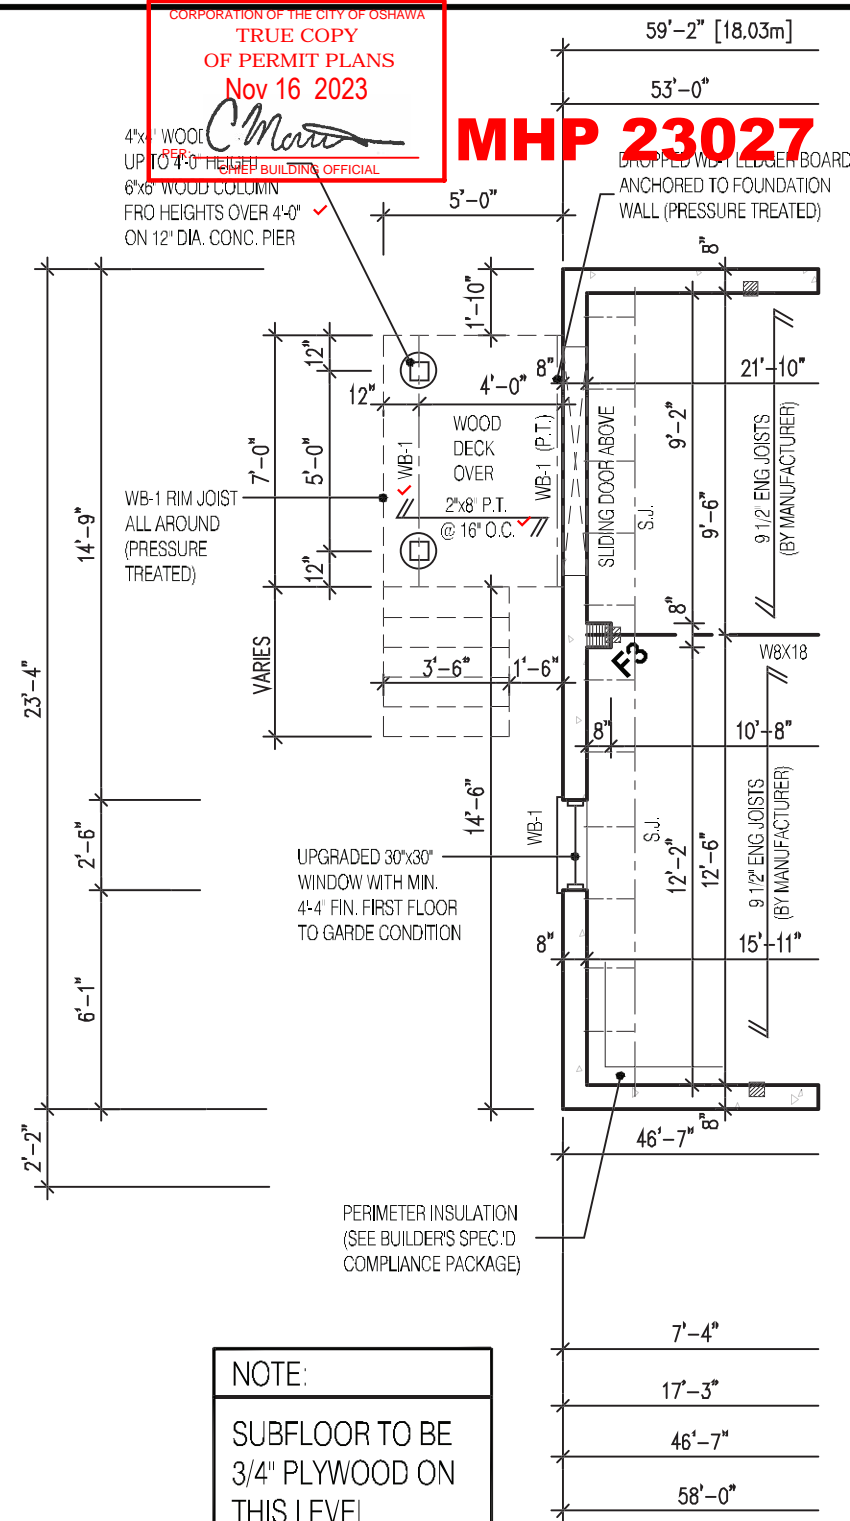 CORPORATION OF THE CITY OF OSHAWA
TRUE COPY
OF PERMIT PLANS
Nov 16 2023
PER:
CHIEF BUILDING OFFICIAL
MHP 23027
59'-2" [18,03m]
53'-0"
4"x4" WOOD
UP TO 4'-0" HEIGHT
6"x6" WOOD COLUMN
FRO HEIGHTS OVER 4'-0"
ON 12" DIA. CONC. PIER
DROPPED WB-1 LEDGER BOARD
ANCHORED TO FOUNDATION
WALL (PRESSURE TREATED)
5'-0"
8"
1'-10"
12"
8"
21'-10"
12"
4'-0"
WOOD
DECK
OVER
2"x8" P.T.
@ 16" O.C.
WB-1
WB-1 (P.T.)
SLIDING DOOR ABOVE
9'-2"
9'-6"
S.J.
9 1/2" ENG JOISTS
(BY MANUFACTURER)
7'-0"
5'-0"
12"
WB-1 RIM JOIST
ALL AROUND
(PRESSURE
TREATED)
14'-9"
23'-4"
VARIES
8"
F3
W8X18
3'-6"
1'-6"
8"
10'-8"
14'-6"
WB-1
S.J.
12'-2"
12'-6"
9 1/2" ENG JOISTS
(BY MANUFACTURER)
2'-6"
UPGRADED 30"x30"
WINDOW WITH MIN.
4'-4" FIN. FIRST FLOOR
TO GARDE CONDITION
8"
15'-11"
6'-1"
2'-2"
8"
46'-7"
PERIMETER INSULATION
(SEE BUILDER'S SPEC.'D
COMPLIANCE PACKAGE)
7'-4"
17'-3"
46'-7"
58'-0"
NOTE:
SUBFLOOR TO BE
3/4" PLYWOOD ON
THIS LEVEL